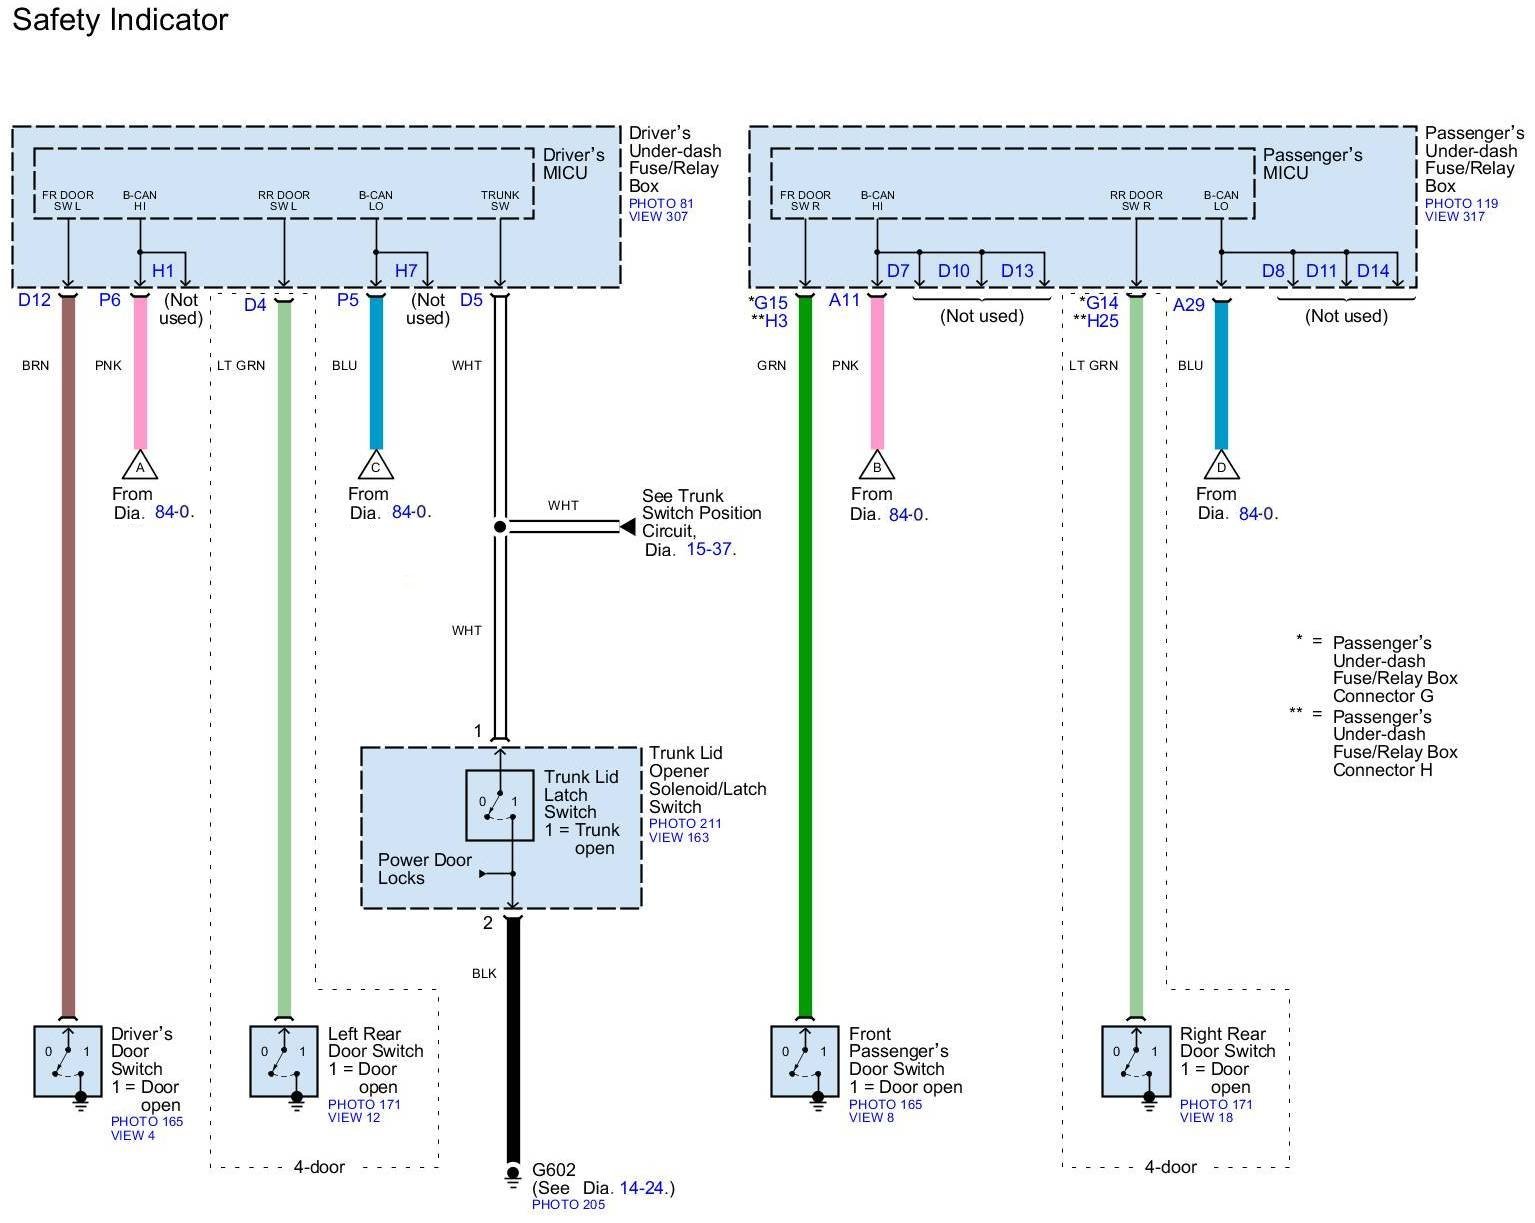 Safety Indicator
Driver's
Under-dash
Fuse/Relay
Box
PHOTO 81
VIEW 307
Driver's
MICU
FR DOOR
SW L
B-CAN
HI
RR DOOR
SW L
B-CAN
LO
TRUNK
SW
H1
H7
D12
P6
(Not
used)
D4
P5
(Not
used)
D5
BRN
PNK
LT GRN
BLU
WHT
A
From
Dia. 84-0.
C
From
Dia. 84-0.
WHT
See Trunk
Switch Position
Circuit,
Dia. 15-37.
WHT
1
Trunk Lid
Opener
Solenoid/Latch
Switch
PHOTO 211
VIEW 163
0 1
Trunk Lid
Latch
Switch
1 = Trunk
open
Power Door
Locks
2
BLK
G602
(See Dia. 14-24.)
PHOTO 205
0 1
Driver's
Door
Switch
1 = Door
open
PHOTO 165
VIEW 4
0 1
Left Rear
Door Switch
1 = Door
open
PHOTO 171
VIEW 12
4-door
Passenger's
Under-dash
Fuse/Relay
Box
PHOTO 119
VIEW 317
Passenger's
MICU
FR DOOR
SW R
B-CAN
HI
RR DOOR
SW R
B-CAN
LO
D7
D10
D13
D8
D11
D14
*G15
**H3
A11
(Not used)
*G14
**H25
A29
(Not used)
GRN
PNK
LT GRN
BLU
B
From
Dia. 84-0.
D
From
Dia. 84-0.
* = Passenger's
Under-dash
Fuse/Relay Box
Connector G
** = Passenger's
Under-dash
Fuse/Relay Box
Connector H
0 1
Front
Passenger's
Door Switch
1 = Door open
PHOTO 165
VIEW 8
0 1
Right Rear
Door Switch
1 = Door
open
PHOTO 171
VIEW 18
4-door